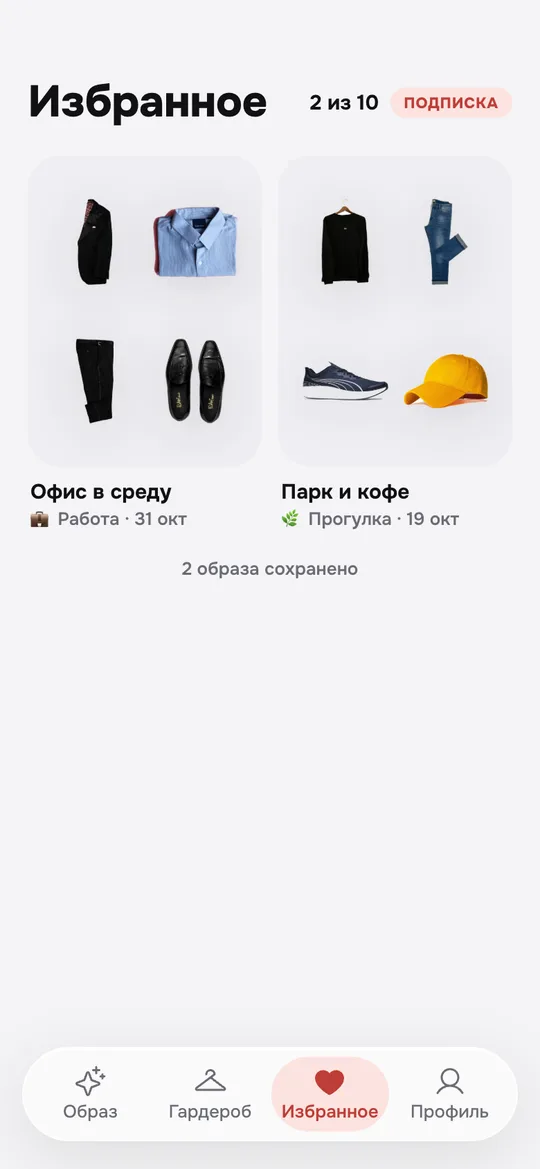 Избранное
2 из 10
ПОДПИСКА
Офис в среду
Работа · 31 окт
Парк и кофе
Прогулка · 19 окт
2 образа сохранено
Образ
Гардероб
Избранное
Профиль